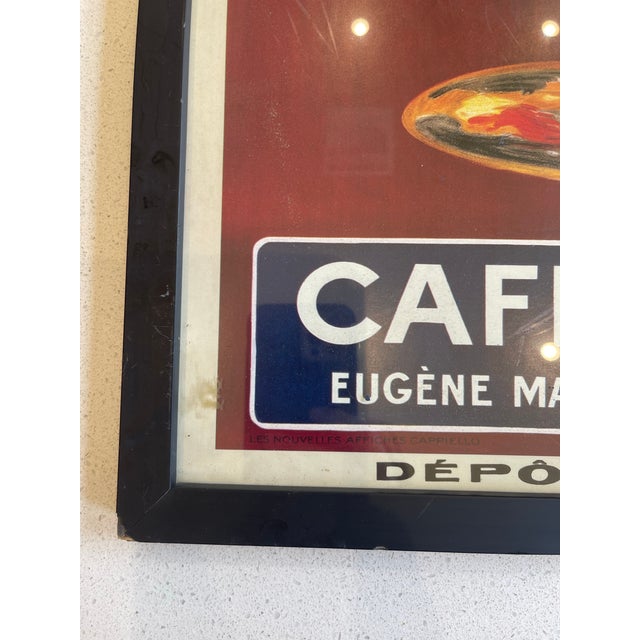 CAF
EUGÈNE MA
LES NOUVELLES AFFICHES CAPPIELLO
DÉPÔ